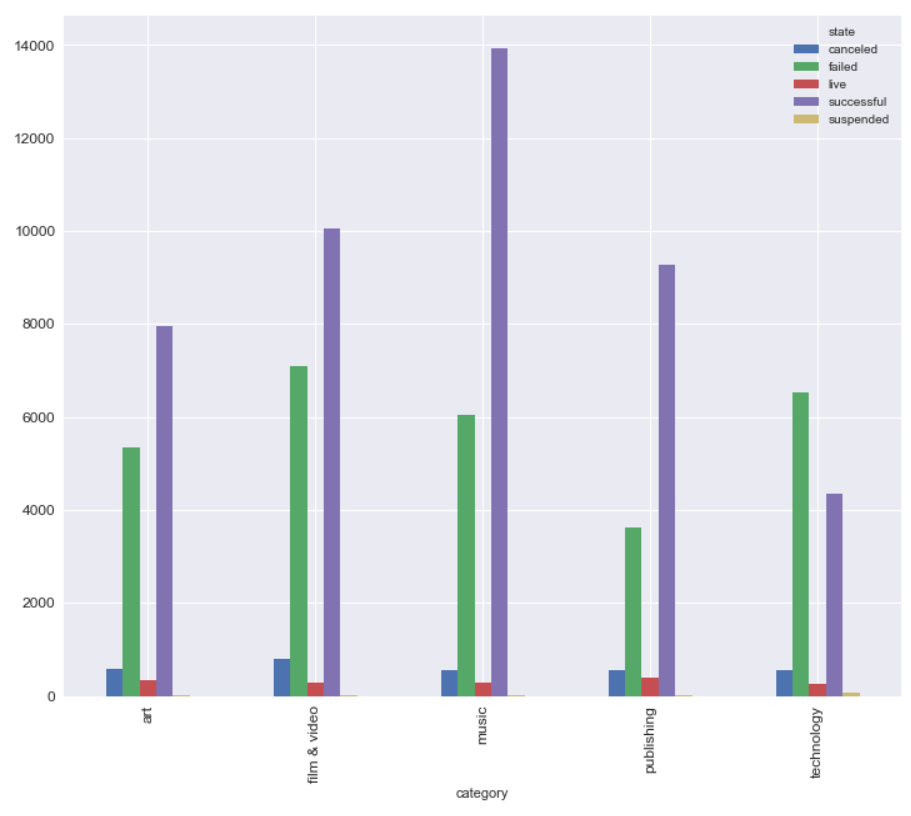 state
canceled
failed
live
successful
suspended
14000
12000
10000
8000
6000
4000
2000
0
art
film & video
music
publishing
technology
category